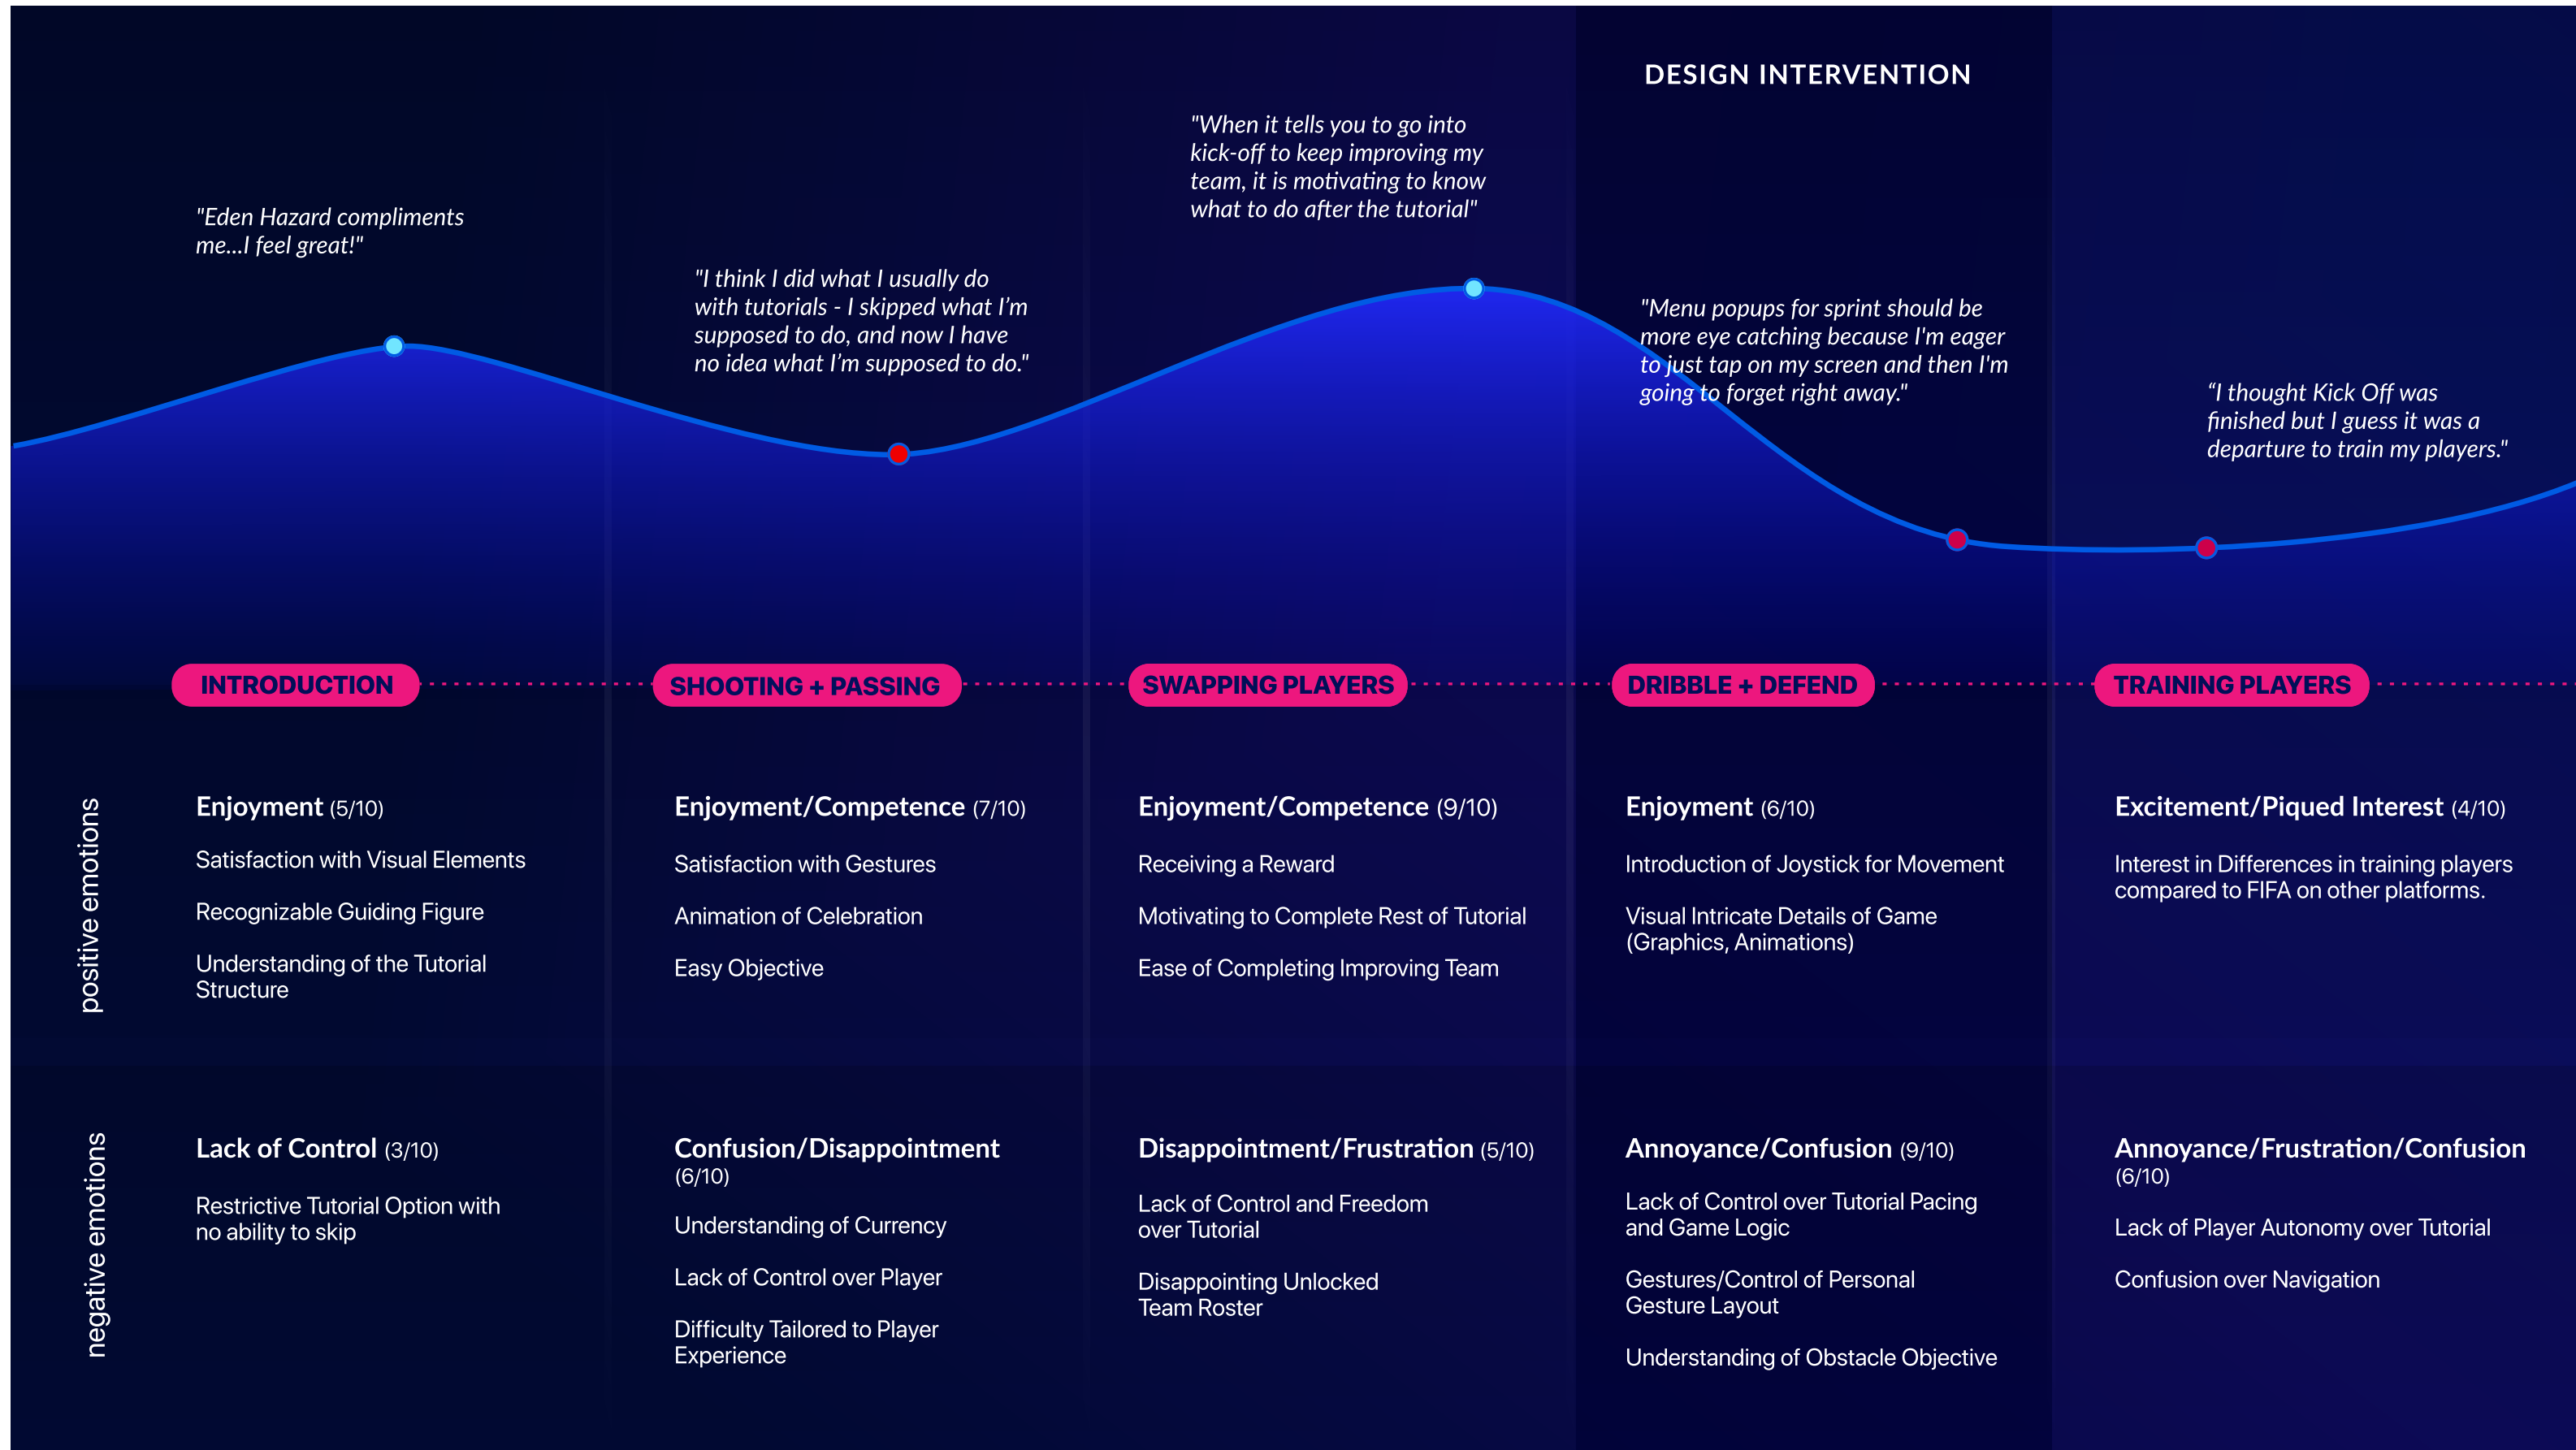 DESIGN INTERVENTION
"Eden Hazard compliments
me...I feel great!"
"I think I did what I usually do
with tutorials - I skipped what I’m
supposed to do, and now I have
no idea what I’m supposed to do."
"When it tells you to go into
kick-off to keep improving my
team, it is motivating to know
what to do after the tutorial"
"Menu popups for sprint should be
more eye catching because I'm eager
to just tap on my screen and then I'm
going to forget right away."
“I thought Kick Off was
finished but I guess it was a
departure to train my players."
INTRODUCTION
SHOOTING + PASSING
SWAPPING PLAYERS
DRIBBLE + DEFEND
TRAINING PLAYERS
positive emotions
Enjoyment (5/10)
Satisfaction with Visual Elements
Recognizable Guiding Figure
Understanding of the Tutorial
Structure
Enjoyment/Competence (7/10)
Satisfaction with Gestures
Animation of Celebration
Easy Objective
Enjoyment/Competence (9/10)
Receiving a Reward
Motivating to Complete Rest of Tutorial
Ease of Completing Improving Team
Enjoyment (6/10)
Introduction of Joystick for Movement
Visual Intricate Details of Game
(Graphics, Animations)
Excitement/Piqued Interest (4/10)
Interest in Differences in training players
compared to FIFA on other platforms.
negative emotions
Lack of Control (3/10)
Restrictive Tutorial Option with
no ability to skip
Confusion/Disappointment
(6/10)
Understanding of Currency
Lack of Control over Player
Difficulty Tailored to Player
Experience
Disappointment/Frustration (5/10)
Lack of Control and Freedom
over Tutorial
Disappointing Unlocked
Team Roster
Annoyance/Confusion (9/10)
Lack of Control over Tutorial Pacing
and Game Logic
Gestures/Control of Personal
Gesture Layout
Understanding of Obstacle Objective
Annoyance/Frustration/Confusion
(6/10)
Lack of Player Autonomy over Tutorial
Confusion over Navigation